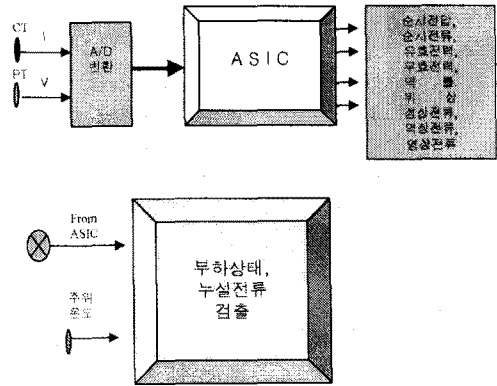 CT
I
PT
V
A/D
변환
ASIC
순시전압,
순시전류,
유효전력,
무효전력,
역 률
위 상
정상전류,
역상전류,
영상전류
From
ASIC
주위
온도
부하상태,
누설전류
검출